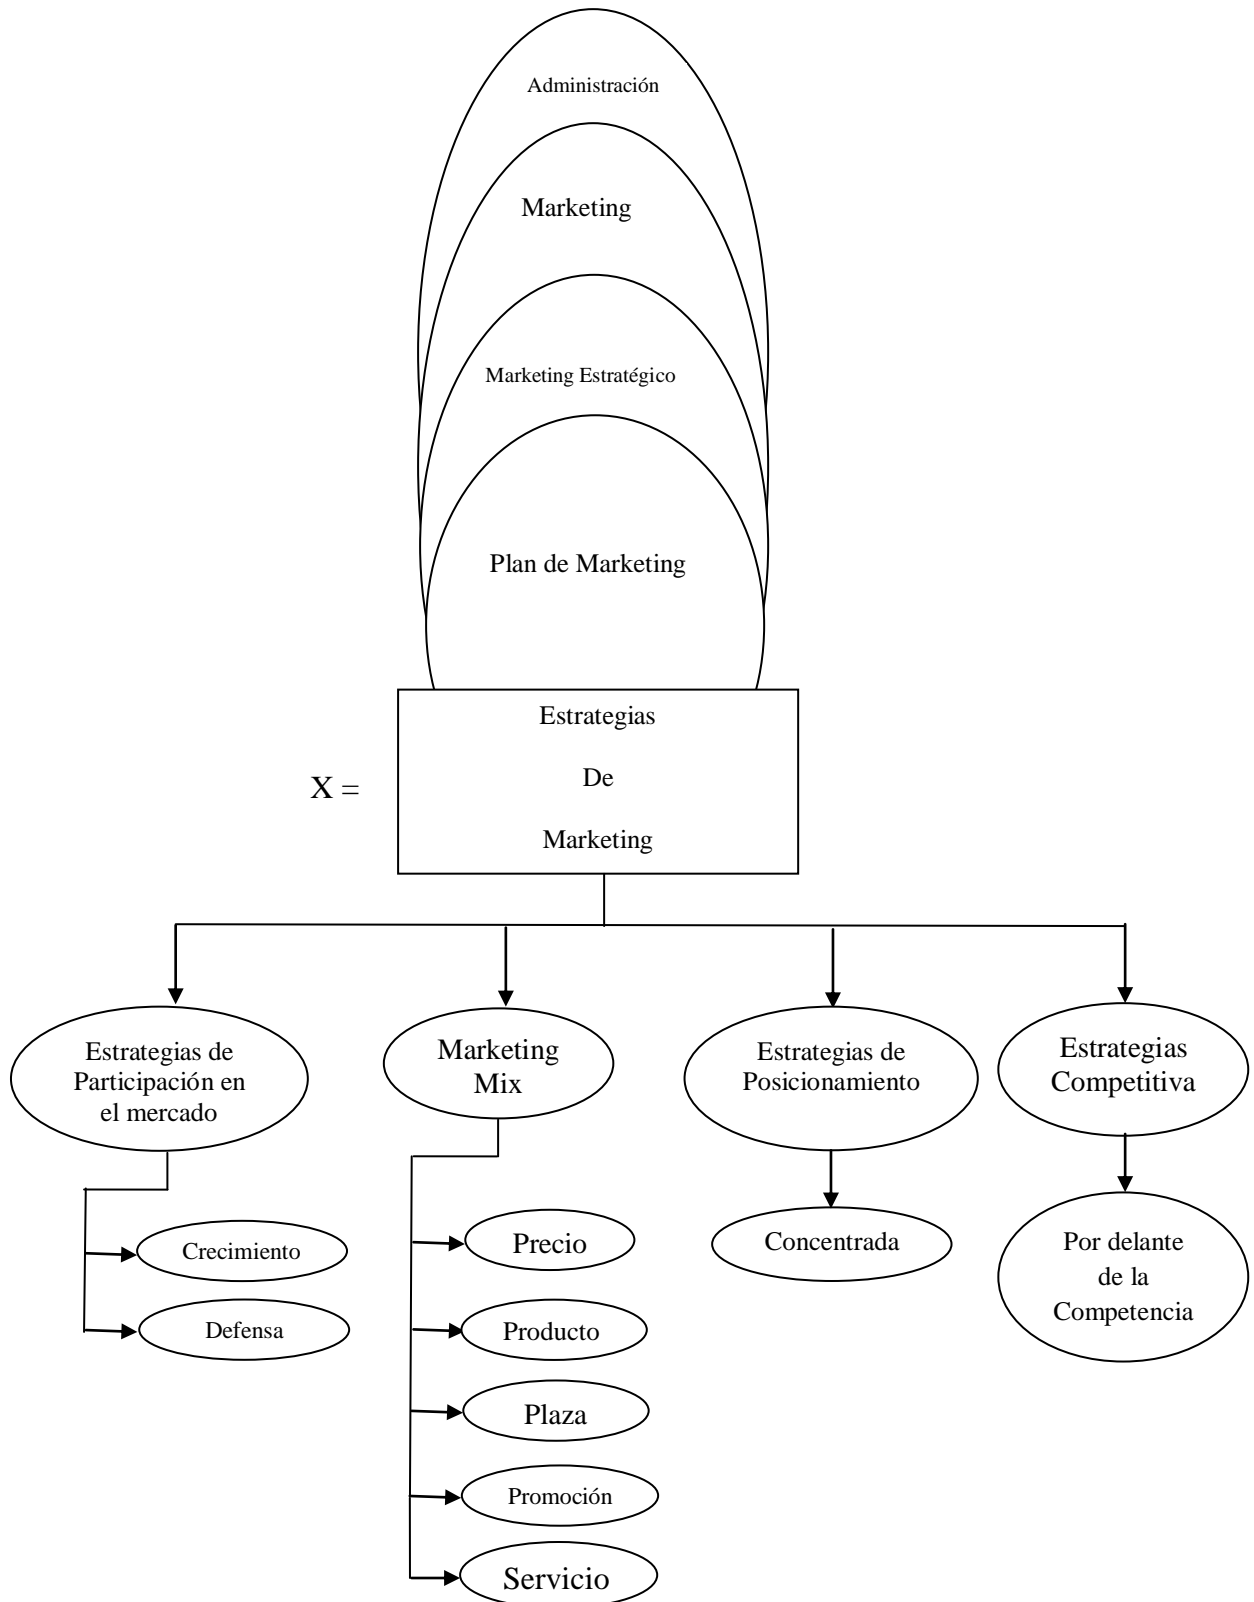 Administración
Marketing
Marketing Estratégico
Plan de Marketing
Estrategias
De
Marketing
X =
Estrategias de
Participación en
el mercado
Marketing
Mix
Estrategias de
Posicionamiento
Estrategias
Competitiva
Crecimiento
Defensa
Precio
Producto
Plaza
Promoción
Servicio
Concentrada
Por delante
de la
Competencia